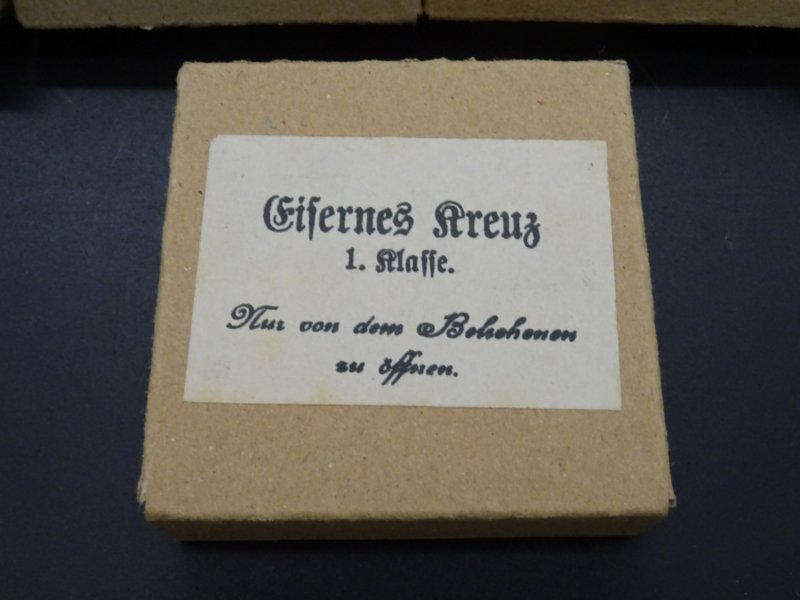 Eisernes Kreuz
1. Klasse.
Nur von dem Beliehenen
zu öffnen.